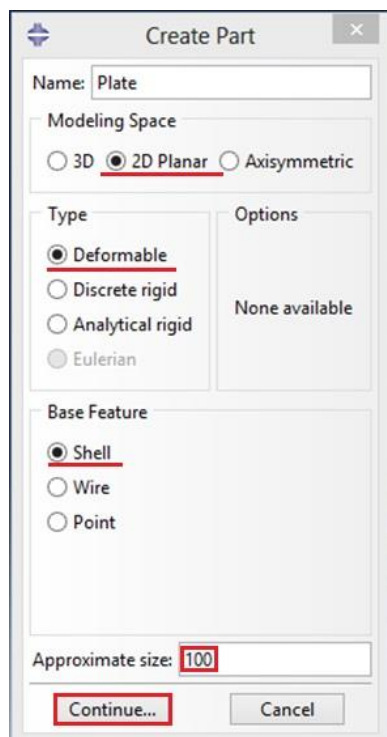 Create Part
Name: Plate
Modeling Space
3D 2D Planar Axisymmetric
Type
Options
Deformable
Discrete rigid
Analytical rigid
Eulerian
None available
Base Feature
Shell
Wire
Point
Approximate size: 100
Continue... Cancel